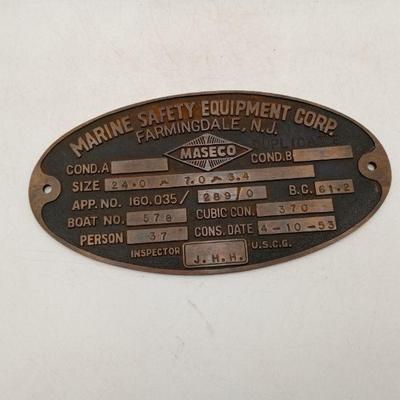 MARINE SAFETY EQUIPMENT CORP.
FARMINGDALE, N.J.
MASECO
COND. A COND. B
SIZE 24.0 x 7.0 x 3.4
APP. NO. 160.035/ 289/0 B.C. 61.2
BOAT NO. 578 CUBIC CON. 370
PERSON 37 CONS. DATE 4-10-53
INSPECTOR J.H.H. U.S.C.G.